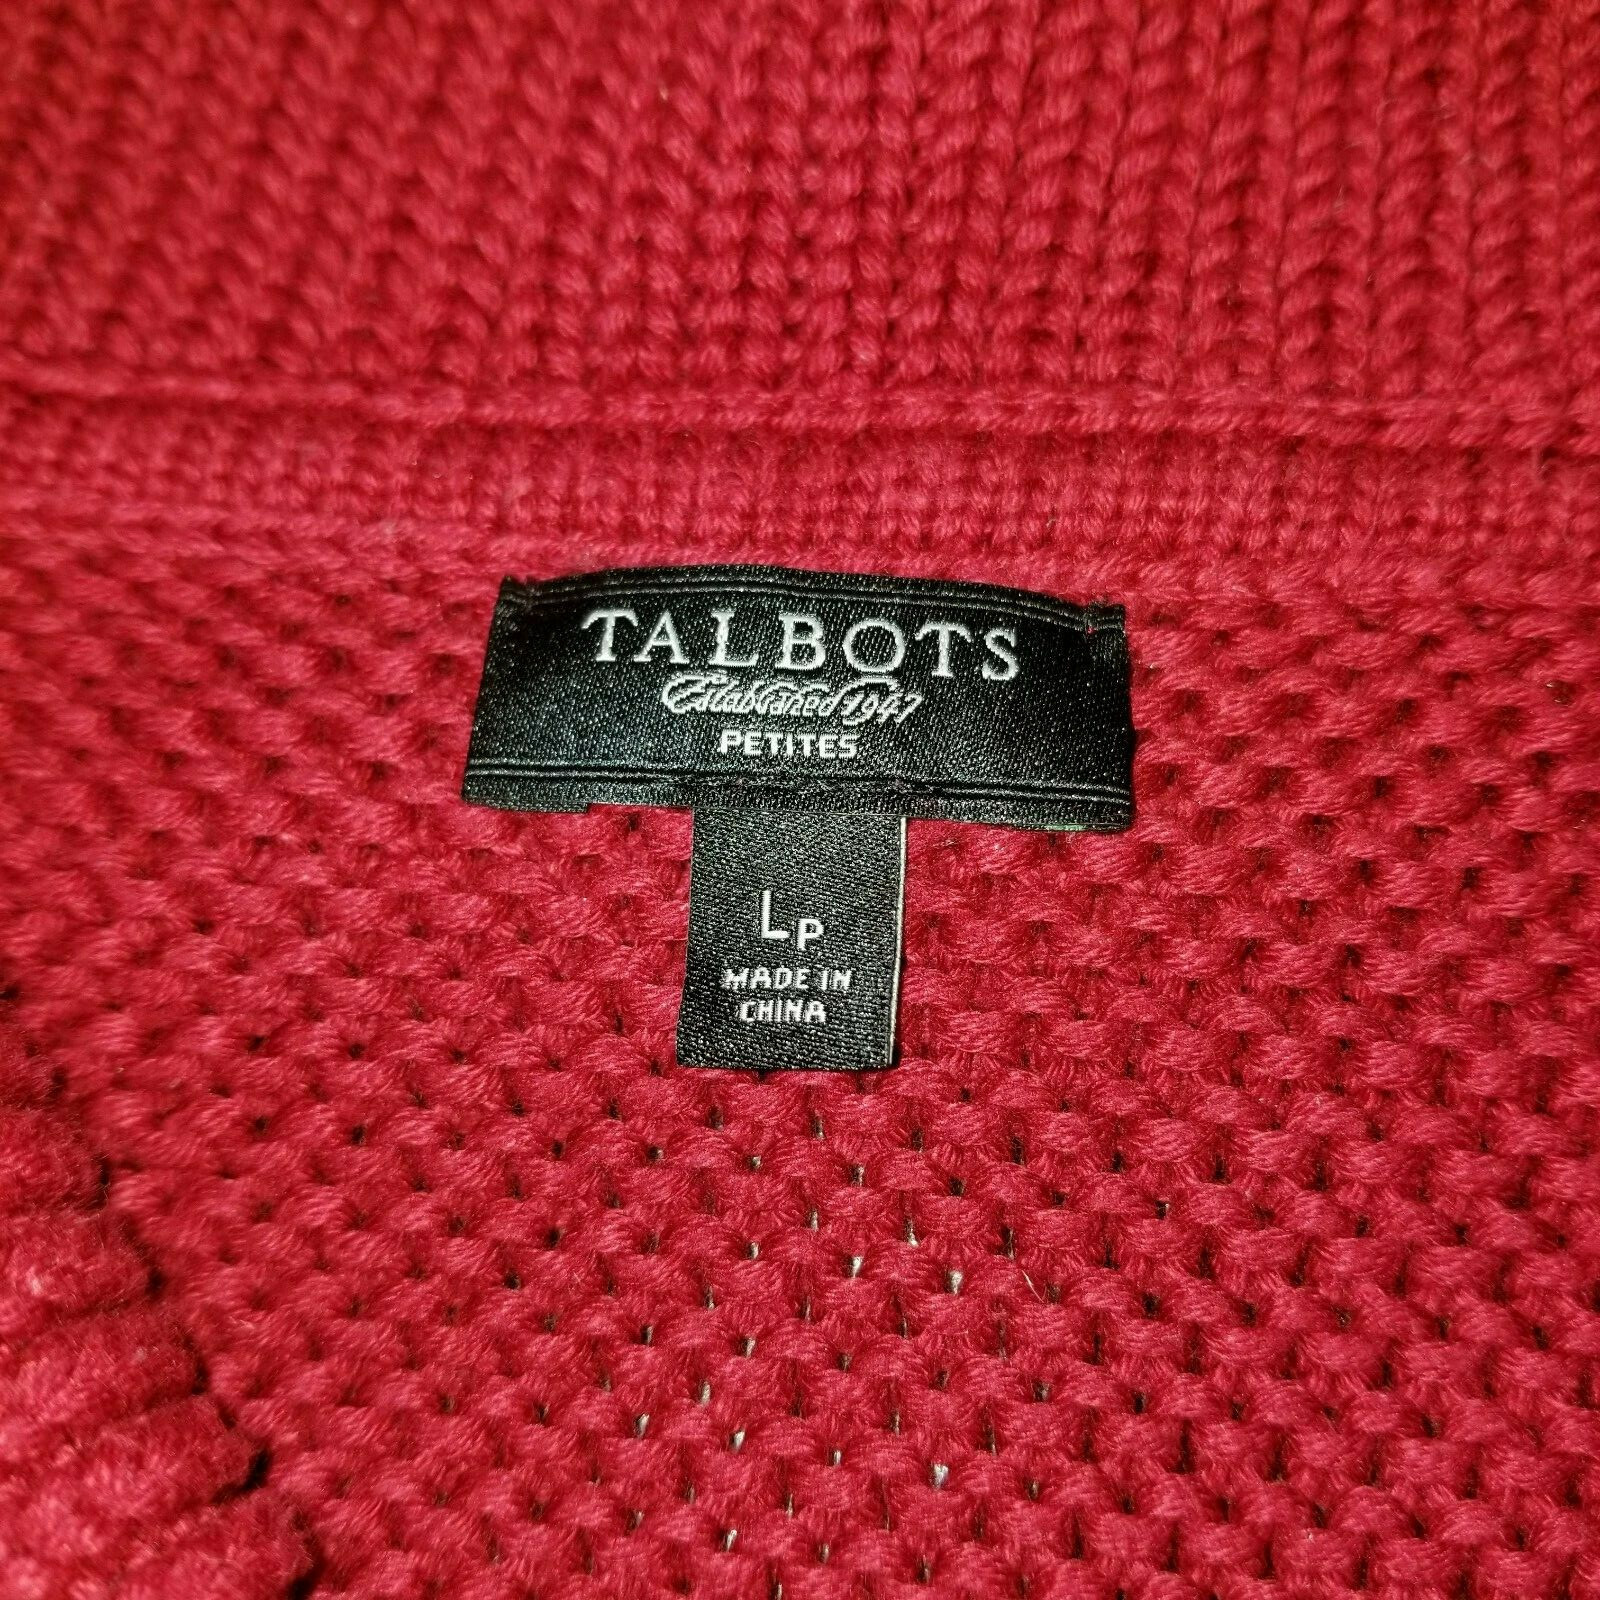 TALBOTS
Established 1947
PETITES
LP
MADE IN
CHINA